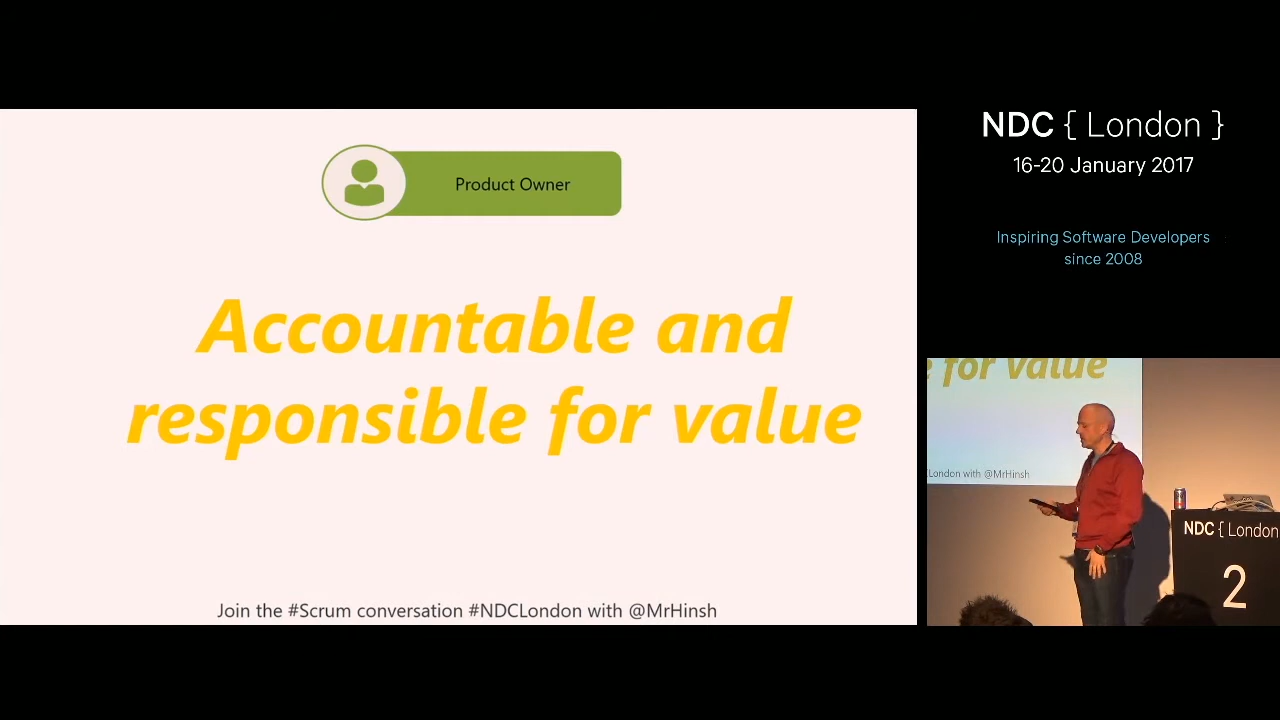 Product Owner
Accountable and
responsible for value
Join the #Scrum conversation #NDCLondon with @MrHinsh
NDC { London }
16-20 January 2017
Inspiring Software Developers
since 2008
e for value
London with @MrHinsh
NDC { London
2